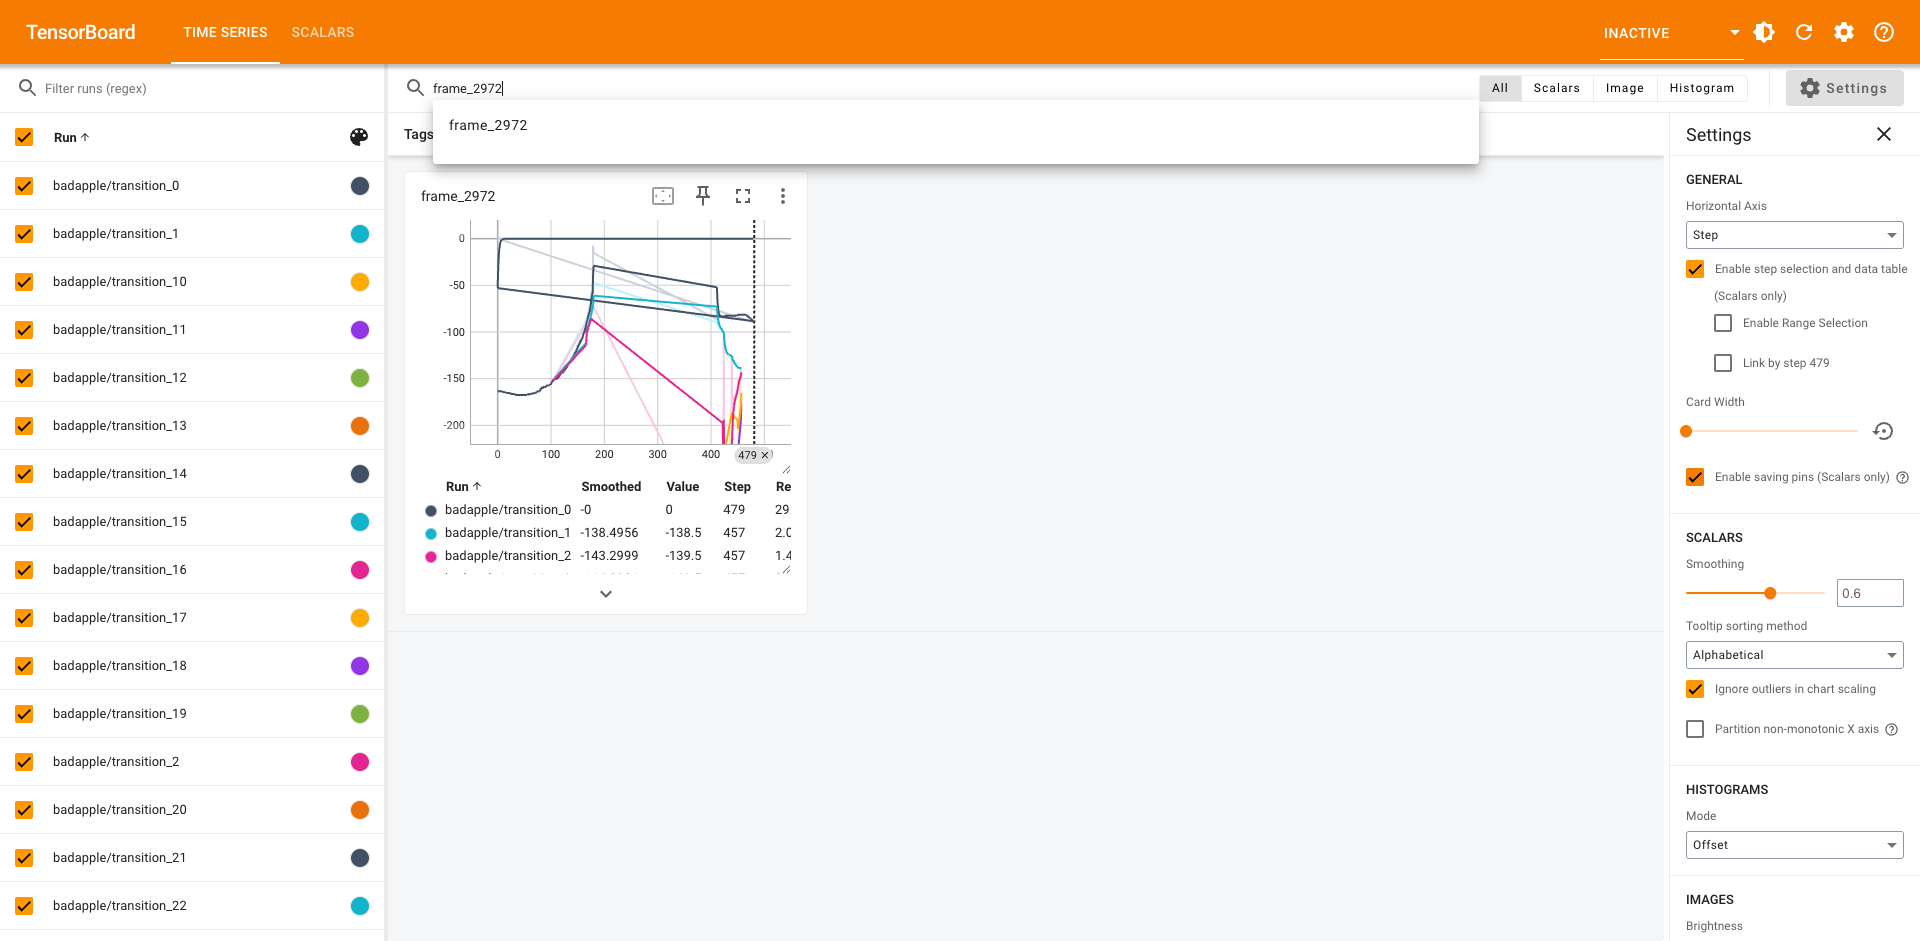 TensorBoard TIME SERIES SCALARS INACTIVE
Filter runs (regex)
frame_2972
All Scalars Image Histogram Settings
frame_2972
Tags
Run
badapple/transition_0
badapple/transition_1
badapple/transition_10
badapple/transition_11
badapple/transition_12
badapple/transition_13
badapple/transition_14
badapple/transition_15
badapple/transition_16
badapple/transition_17
badapple/transition_18
badapple/transition_19
badapple/transition_2
badapple/transition_20
badapple/transition_21
badapple/transition_22
frame_2972
0
-50
-100
-150
-200
0 100 200 300 400 479
Run Smoothed Value Step Re
badapple/transition_0 -0 0 479 29.
badapple/transition_1 -138.4956 -138.5 457 2.0
badapple/transition_2 -143.2999 -139.5 457 1.4
Settings
GENERAL
Horizontal Axis
Step
Enable step selection and data table
(Scalars only)
Enable Range Selection
Link by step 479
Card Width
Enable saving pins (Scalars only)
SCALARS
Smoothing
0.6
Tooltip sorting method
Alphabetical
Ignore outliers in chart scaling
Partition non-monotonic X axis
HISTOGRAMS
Mode
Offset
IMAGES
Brightness